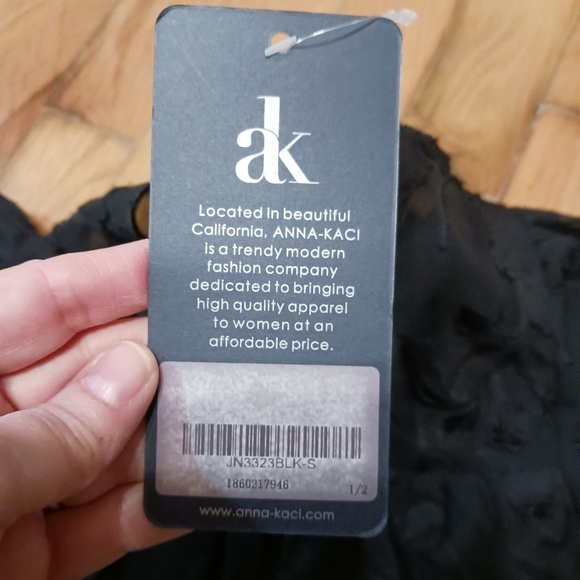 ak
Located in beautiful
California, ANNA-KACI
is a trendy modern
fashion company
dedicated to bringing
high quality apparel
to women at an
affordable price.
JN3323BLK-S
1860217946
1/2
www.anna-kaci.com